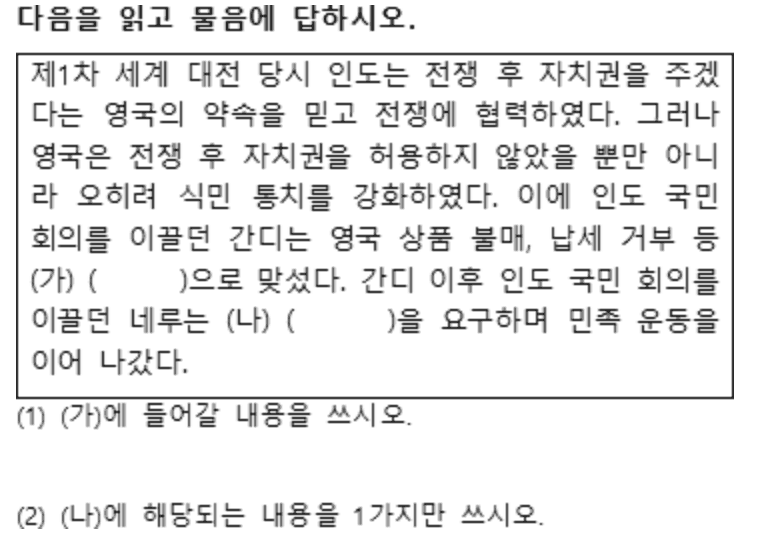 다음을 읽고 물음에 답하시오.
제1차 세계 대전 당시 인도는 전쟁 후 자치권을 주겠
다는 영국의 약속을 믿고 전쟁에 협력하였다. 그러나
영국은 전쟁 후 자치권을 허용하지 않았을 뿐만 아니
라 오히려 식민 통치를 강화하였다. 이에 인도 국민
회의를 이끌던 간디는 영국 상품 불매, 납세 거부 등
(가) (        )으로 맞섰다. 간디 이후 인도 국민 회의를
이끌던 네루는 (나) (        )을 요구하며 민족 운동을
이어 나갔다.
(1) (가)에 들어갈 내용을 쓰시오.
(2) (나)에 해당되는 내용을 1가지만 쓰시오.